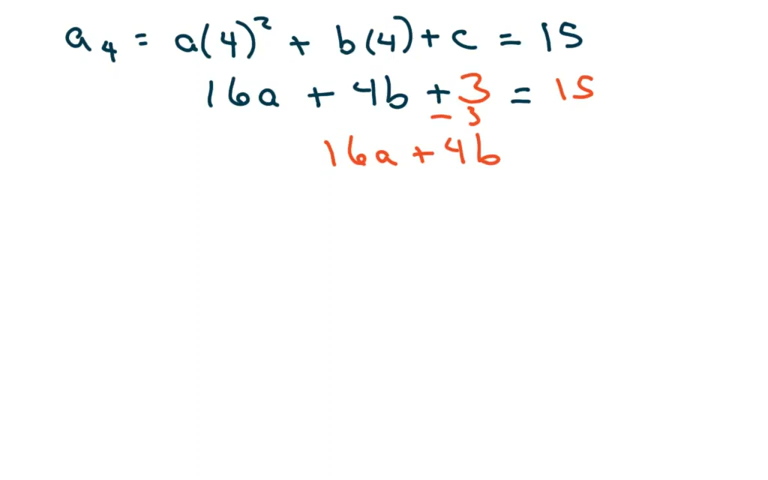 a₄ = a(4)² + b(4) + c = 15
16a + 4b + 3 = 15
- 3
16a + 4b